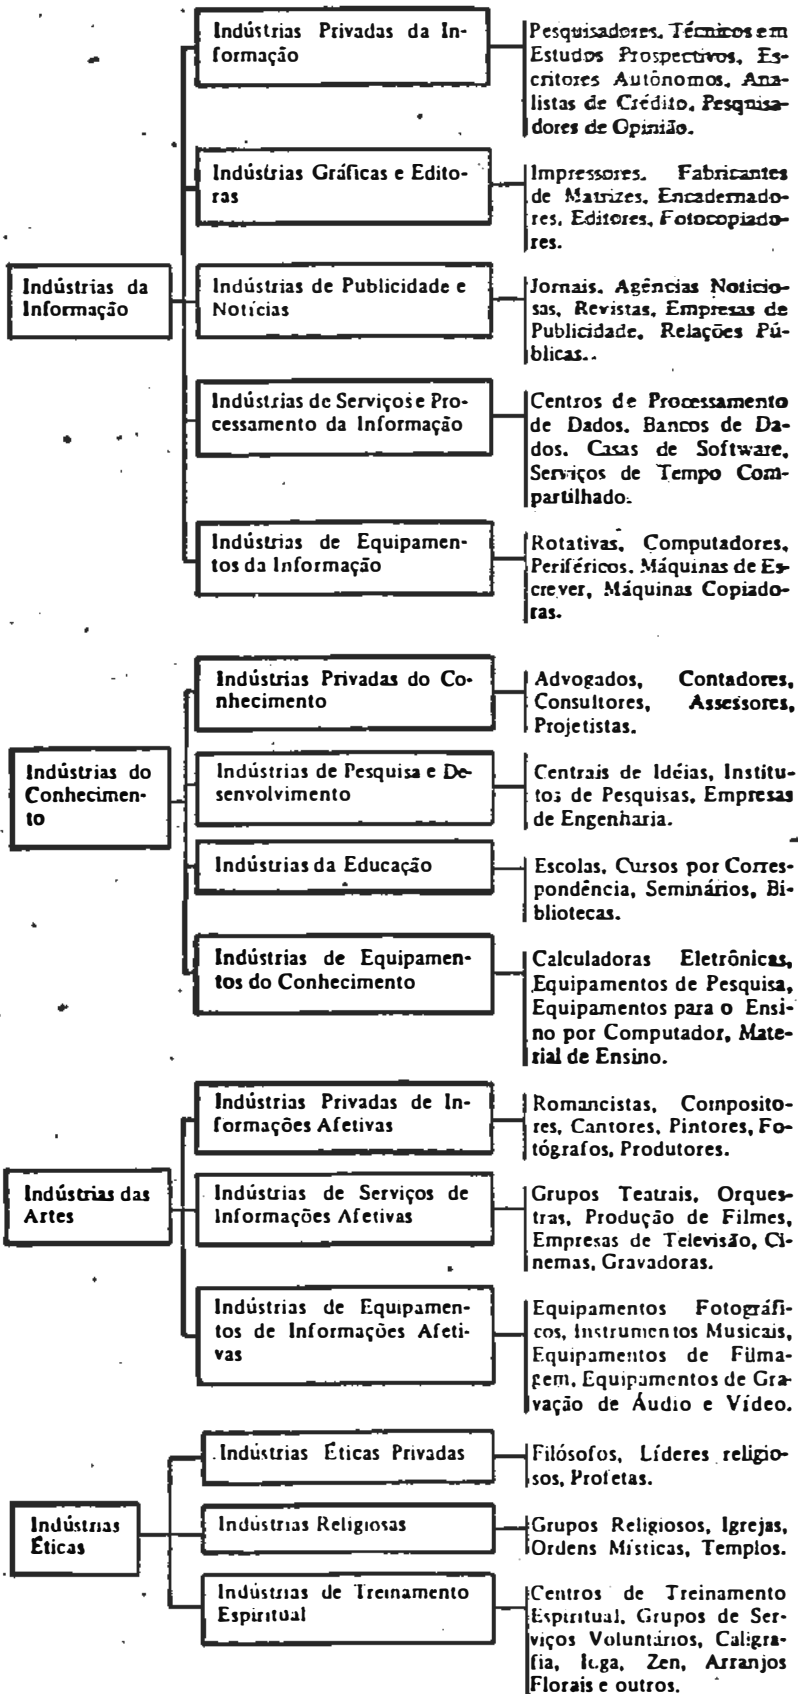 Indústrias da
Informação
Indústrias Privadas da In-
formação
Pesquisadores, Técnicos em
Estudos Prospectivos, Es-
critores Autônomos, Ana-
listas de Crédito, Pesquisa-
dores de Opinião.
Indústrias Gráficas e Edito-
ras
Impressores, Fabricantes
de Matrizes, Encadernado-
res, Editores, Fotocopiado-
res.
Indústrias de Publicidade e
Notícias
Jornais, Agências Noticio-
sas, Revistas, Empresas de
Publicidade, Relações Pú-
blicas..
Indústrias de Serviços e Pro-
cessamento da Informação
Centros de Processamento
de Dados, Bancos de Da-
dos, Casas de Software,
Serviços de Tempo Com-
partilhado.
Indústrias de Equipamen-
tos da Informação
Rotativas, Computadores,
Periféricos, Máquinas de Es-
crever, Máquinas Copiado-
ras.
Indústrias do
Conhecimen-
to
Indústrias Privadas do Co-
nhecimento
Advogados, Contadores,
Consultores, Assessores,
Projetistas.
Indústrias de Pesquisa e De-
senvolvimento
Centrais de Idéias, Institu-
tos de Pesquisas, Empresas
de Engenharia.
Indústrias da Educação
Escolas, Cursos por Corres-
pondência, Seminários, Bi-
bliotecas.
Indústrias de Equipamen-
tos do Conhecimento
Calculadoras Eletrônicas,
Equipamentos de Pesquisa,
Equipamentos para o Ensi-
no por Computador, Mate-
rial de Ensino.
Indústrias das
Artes
Indústrias Privadas de In-
formações Afetivas
Romancistas, Composito-
res, Cantores, Pintores, Fo-
tógrafos, Produtores.
Indústrias de Serviços de
Informações Afetivas
Grupos Teatrais, Orques-
tras, Produção de Filmes,
Empresas de Televisão, Ci-
nemas, Gravadoras.
Indústrias de Equipamen-
tos de Informações Afeti-
vas
Equipamentos Fotográfi-
cos, Instrumentos Musicais,
Equipamentos de Filma-
gem, Equipamentos de Gra-
vação de Áudio e Vídeo.
Indústrias
Éticas
Indústrias Éticas Privadas
Filósofos, Líderes religio-
sos, Profetas.
Indústrias Religiosas
Grupos Religiosos, Igrejas,
Ordens Místicas, Templos.
Indústrias de Treinamento
Espiritual
Centros de Treinamento
Espiritual, Grupos de Ser-
viços Voluntários, Caligra-
fia, Ioga, Zen, Arranjos
Florais e outros.